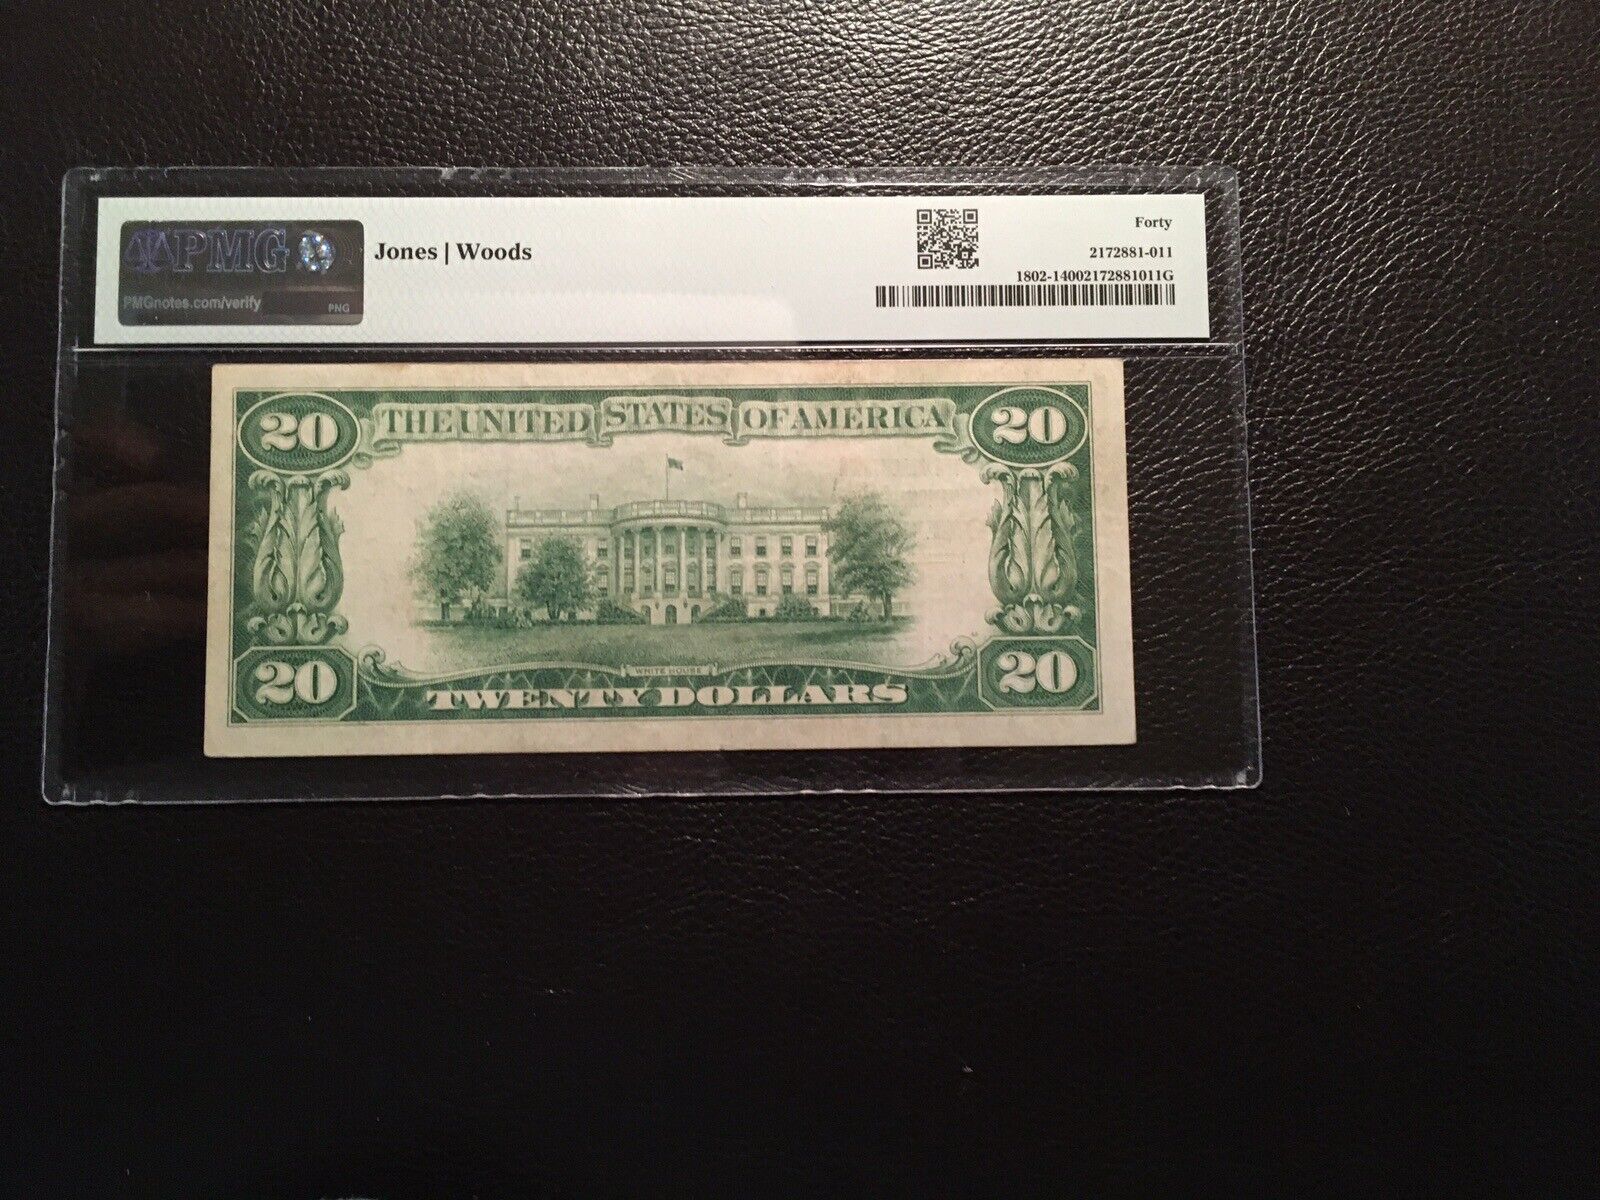 PMG
PMGnotes.com/verify
PNG
Jones | Woods
Forty
2172881-011
1802-14002172881011G
20 THE UNITED STATES OF AMERICA 20
WHITE HOUSE
20 TWENTY DOLLARS 20